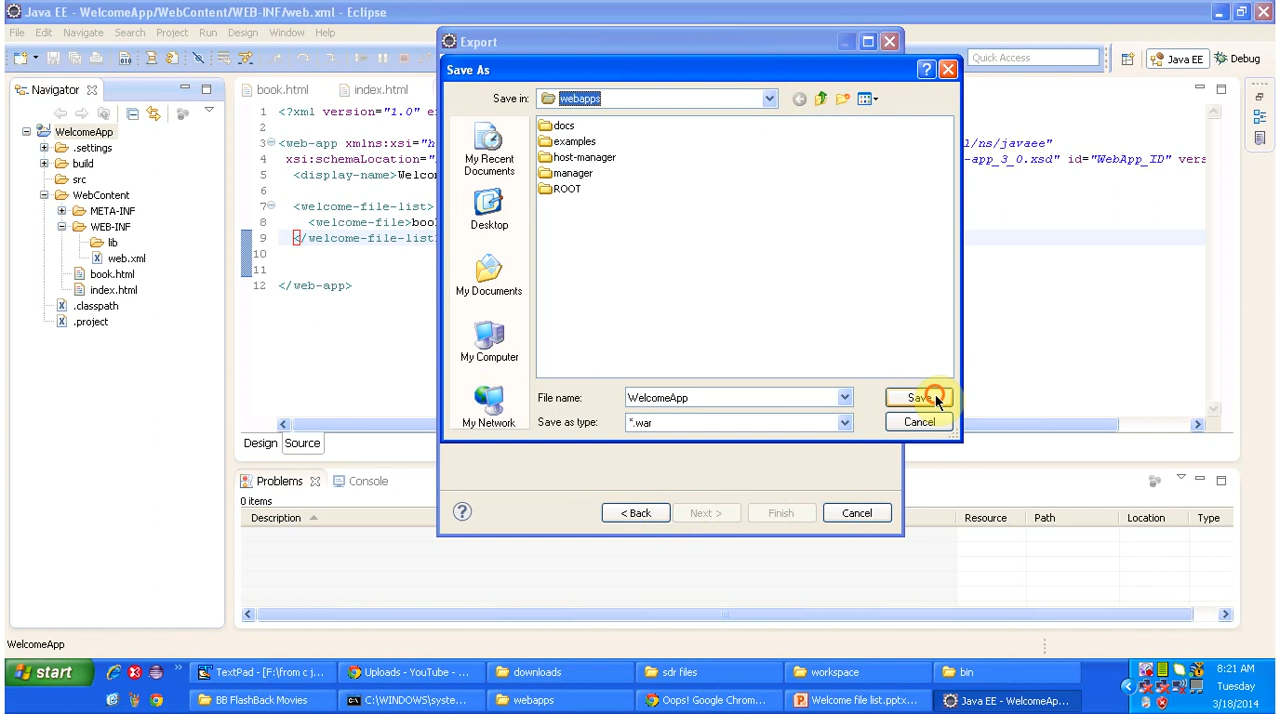 Java EE - WelcomeApp/WebContent/WEB-INF/web.xml - Eclipse
File Edit Navigate Search Project Run Design Window Help
Quick Access
Java EE
Debug
Export
Save As
Save in:
webapps
My Recent
Documents
Desktop
My Documents
My Computer
My Network
docs
examples
host-manager
manager
ROOT
File name:
WelcomeApp
Save
Save as type:
*.war
Cancel
< Back
Next >
Finish
Cancel
Navigator
WelcomeApp
.settings
build
src
WebContent
META-INF
WEB-INF
lib
web.xml
book.html
index.html
.classpath
.project
book.html
index.html
1 <?xml version="1.0"
2
3 <web-app xmlns:xsi="h
/ns/javaee"
4 xsi:schemaLocation=
-app_3_0.xsd" id="WebApp_ID" vers
5 <display-name>Welcom
6
7 <welcome-file-list>
8 <welcome-file>boo
9 </welcome-file-list
10
11
12 </web-app>
Design Source
Problems
Console
0 items
Description
Resource
Path
Location
Type
WelcomeApp
start
TextPad - [F:\from c j...
Uploads - YouTube - ...
downloads
sdr files
workspace
bin
BB FlashBack Movies
C:\WINDOWS\syste...
webapps
Oops! Google Chrom...
Welcome file list.pptx...
Java EE - WelcomeAp...
8:21 AM
Tuesday
3/18/2014